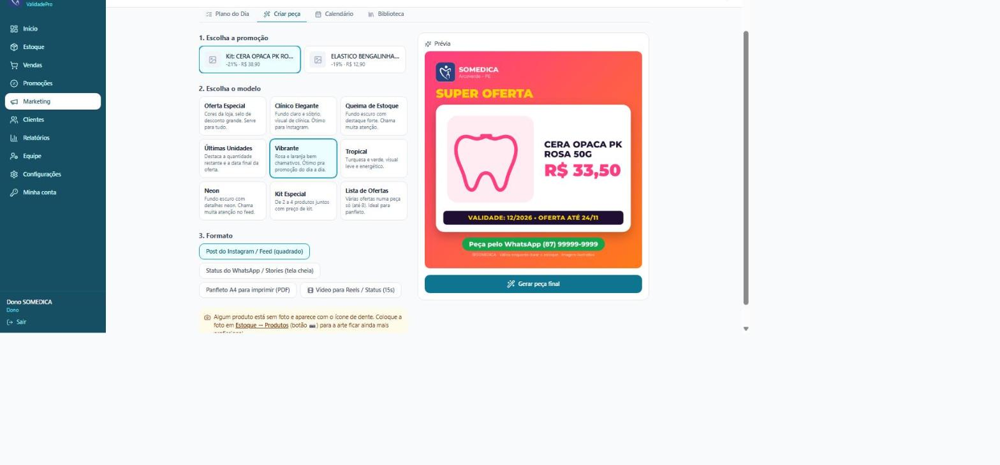 ValidadePro
Início
Estoque
Vendas
Promoções
Marketing
Clientes
Relatórios
Equipe
Configurações
Minha conta
Dono SOMEDICA
Dono
Sair
Plano do Dia
Criar peça
Calendário
Biblioteca
1. Escolha a promoção
Kit: CERA OPACA PK RO...
-21% · R$ 38,90
ELASTICO BENGALINHA...
-19% · R$ 12,90
2. Escolha o modelo
Oferta Especial
Cores da loja, selo de
desconto grande. Serve
para tudo.
Clínico Elegante
Fundo claro e sóbrio,
visual de clínica. Ótimo
para Instagram.
Queima de Estoque
Fundo escuro com
destaque forte. Chama
muita atenção.
Últimas Unidades
Destaca a quantidade
restante e a data final da
oferta.
Vibrante
Rosa e laranja bem
chamativos. Ótimo pra
promoção do dia a dia.
Tropical
Turquesa e verde, visual
leve e energético.
Neon
Fundo escuro com
detalhes neon. Chama
muita atenção no feed.
Kit Especial
De 2 a 4 produtos juntos
com preço de kit.
Lista de Ofertas
Várias ofertas numa peça
só (até 8). Ideal para
panfleto.
3. Formato
Post do Instagram / Feed (quadrado)
Status do WhatsApp / Stories (tela cheia)
Panfleto A4 para imprimir (PDF)
Vídeo para Reels / Status (15s)
Algum produto está sem foto e aparece com o ícone de dente. Coloque a
foto em Estoque → Produtos (botão 📷) para a arte ficar ainda mais
Prévia
SOMEDICA
Arcoverde - PE
SUPER OFERTA
CERA OPACA PK
ROSA 50G
R$ 33,50
VALIDADE: 12/2026 • OFERTA ATÉ 24/11
Peça pelo WhatsApp (87) 99999-9999
@SOMEDICA · Válido enquanto durar o estoque · Imagem ilustrativa
Gerar peça final